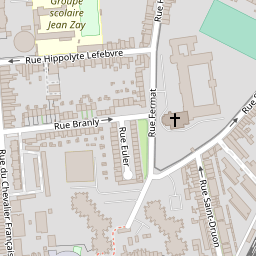 Groupe
scolaire
Jean Zay
Rue Hippolyte Lefebvre
Rue Fermat
Rue Branly
Rue Euler
Rue du Chevalier Français
Rue Saint-Druon